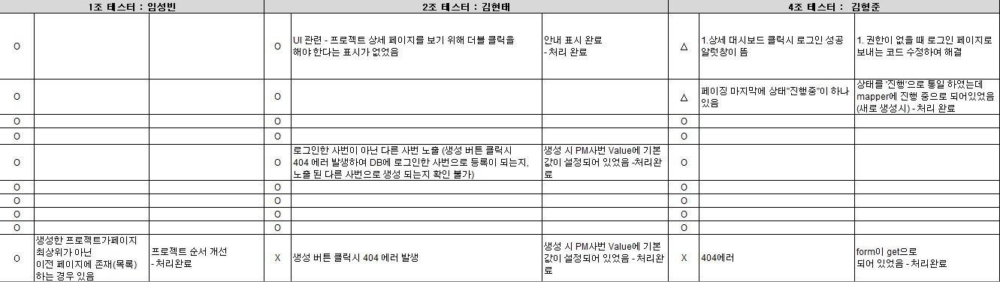 1조 테스터 : 임성빈
2조 테스터 : 김현태
4조 테스터 : 김형준
O
O
UI 관련 - 프로젝트 상세 페이지를 보기 위해 더블 클릭을
해야 한다는 표시가 없었음
안내 표시 완료
- 처리 완료
△
1.상세 대시보드 클릭시 로그인 성공
알럿창이 뜸
1. 권한이 없을 때 로그인 페이지로
보내는 코드 수정하여 해결
O
O
△
페이징 마지막에 상태"진행중"이 하나
있음
상태를 '진행'으로 통일 하였는데
mapper에 진행 중으로 되어있었음
(새로 생성시) - 처리 완료
O
O
O
O
O
O
O
O
로그인한 사번이 아닌 다른 사번 노출 (생성 버튼 클릭시
404 에러 발생하여 DB에 로그인한 사번으로 등록이 되는지,
노출 된 다른 사번으로 생성 되는지 확인 불가)
생성 시 PM사번 Value에 기본
값이 설정되어 있었음 -처리완
료
O
O
O
O
O
O
O
O
O
O
O
O
O
O
생성한 프로젝트가페이지
최상위가 아닌
이전 페이지에 존재(목록)
하는 경우 있음
프로젝트 순서 개선
- 처리완료
X
생성 버튼 클릭시 404 에러 발생
생성 시 PM사번 Value에 기본
값이 설정되어 있었음 - 처리완
료
X
404에러
form이 get으로
되어 있었음 - 처리완료